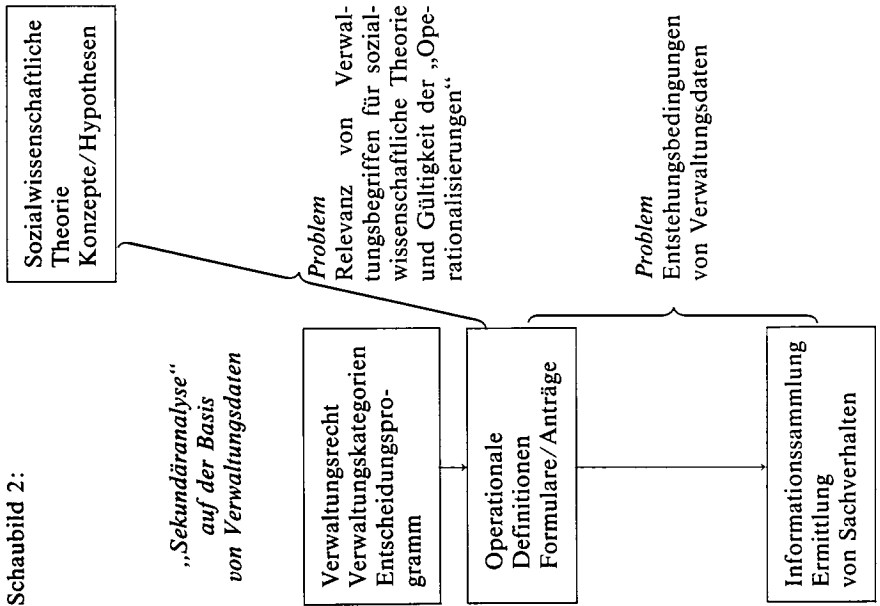 Schaubild 2:
„Sekundäranalyse“
auf der Basis
von Verwaltungsdaten
Sozialwissenschaftliche
Theorie
Konzepte/Hypothesen
Verwaltungsrecht
Verwaltungskategorien
Entscheidungspro-
gramm
Problem
Relevanz von Verwal-
tungsbegriffen für sozial-
wissenschaftliche Theorie
und Gültigkeit der „Ope-
rationalisierungen“
Operationale
Definitionen
Formulare/Anträge
Problem
Entstehungsbedingungen
von Verwaltungsdaten
Informationssammlung
Ermittlung
von Sachverhalten